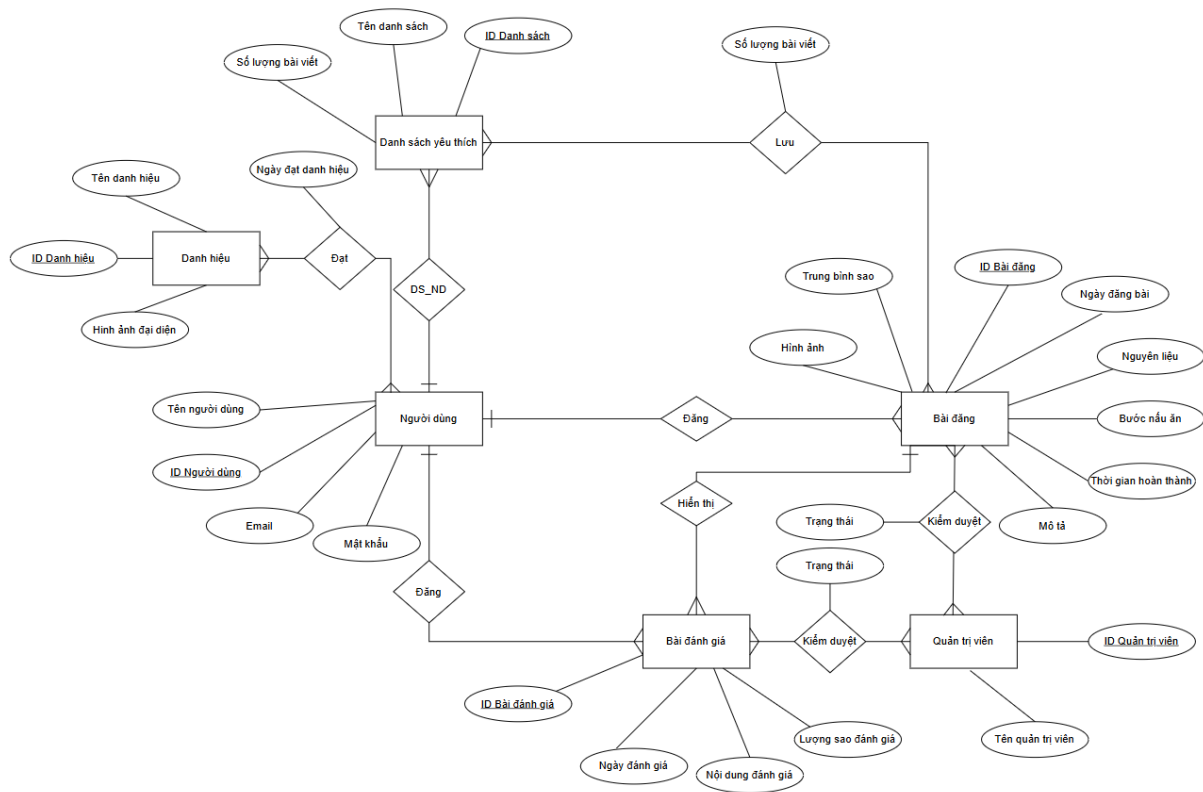 Tên danh sách
ID Danh sách
Số lượng bài viết
Số lượng bài viết
Danh sách yêu thích
Lưu
Ngày đạt danh hiệu
Tên danh hiệu
ID Danh hiệu
Danh hiệu
Đạt
DS_ND
Hình ảnh đại diện
Trung bình sao
ID Bài đăng
Ngày đăng bài
Hình ảnh
Nguyên liệu
Tên người dùng
Người dùng
Đăng
Bài đăng
Bước nấu ăn
ID Người dùng
Thời gian hoàn thành
Hiển thị
Email
Mật khẩu
Trạng thái
Kiểm duyệt
Mô tả
Trạng thái
Đăng
Bài đánh giá
Kiểm duyệt
Quản trị viên
ID Quản trị viên
ID Bài đánh giá
Ngày đánh giá
Nội dung đánh giá
Lượng sao đánh giá
Tên quản trị viên